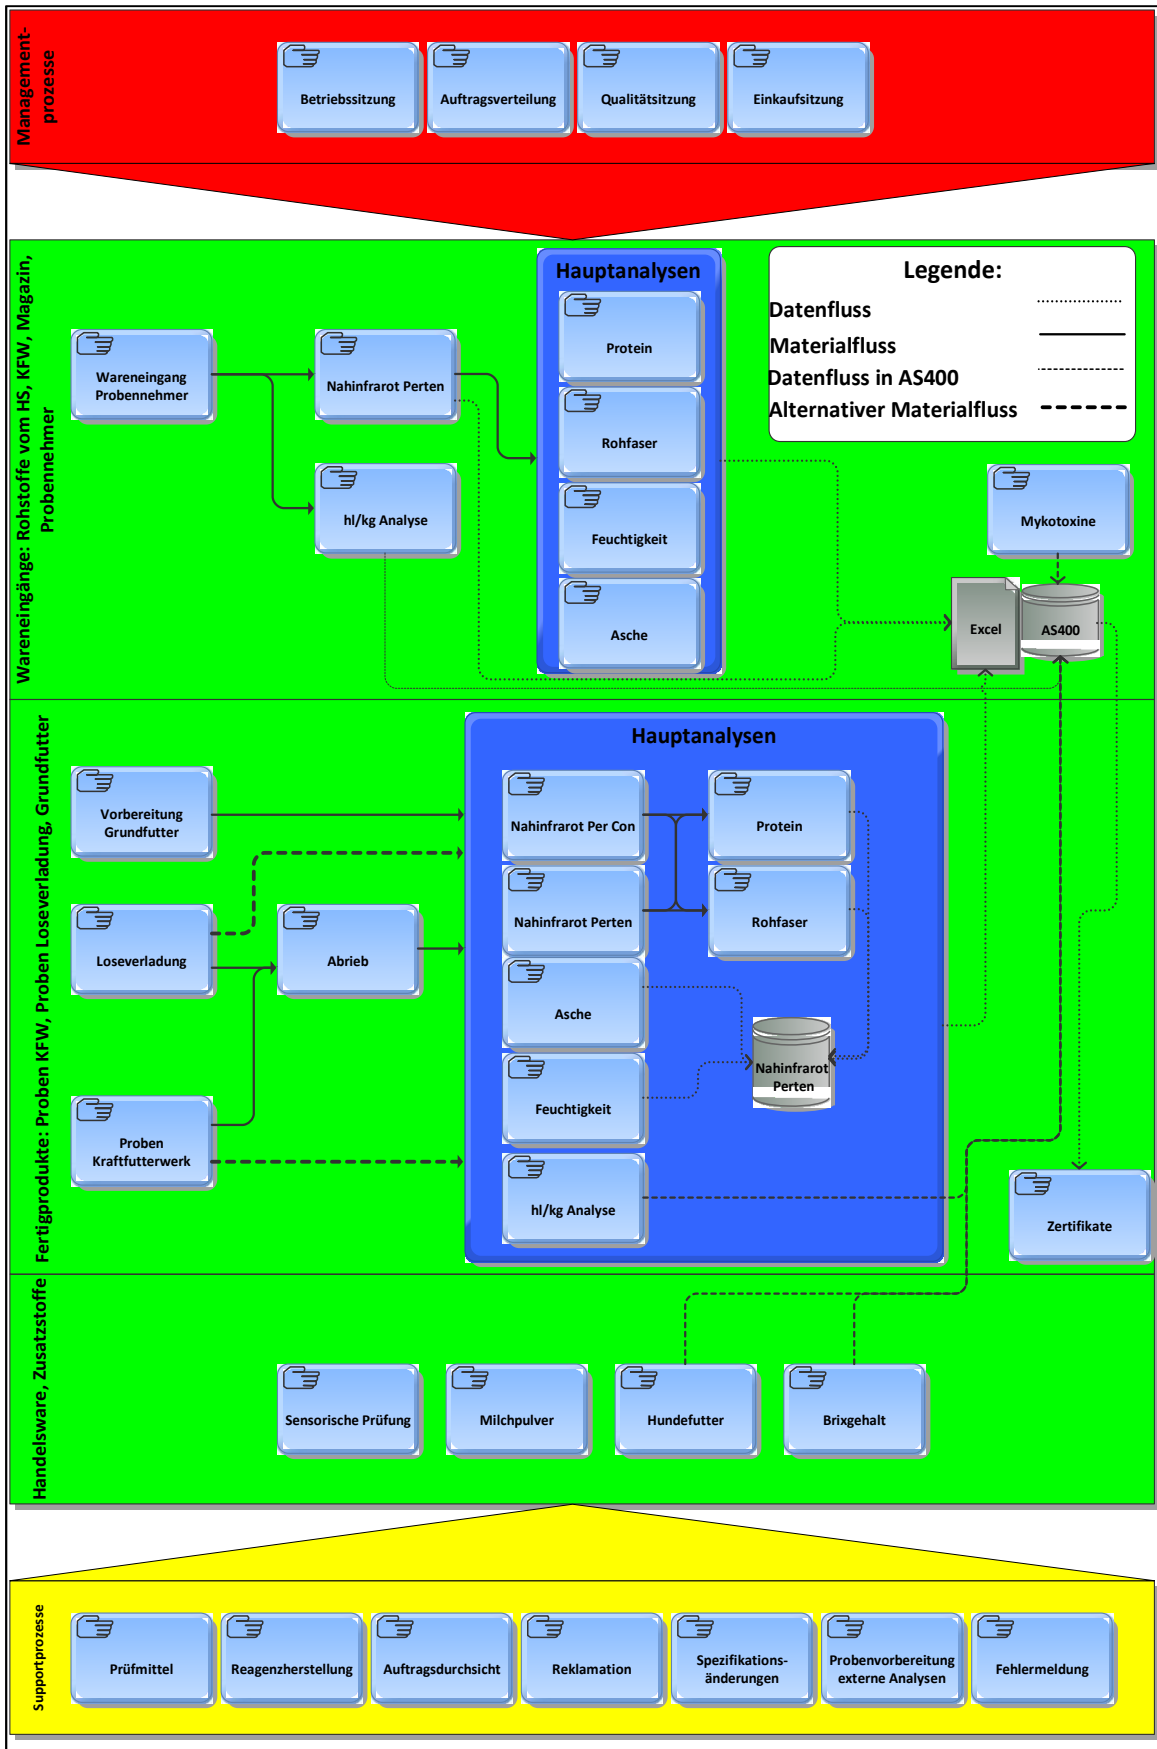 Management-
prozesse
Betriebssitzung
Auftragsverteilung
Qualitätsitzung
Einkaufsitzung
Wareneingänge: Rohstoffe vom HS, KFW, Magazin,
Probennehmer
Wareneingang
Probennehmer
Nahinfrarot Perten
hl/kg Analyse
Hauptanalysen
Protein
Rohfaser
Feuchtigkeit
Asche
Legende:
Datenfluss
Materialfluss
Datenfluss in AS400
Alternativer Materialfluss
Mykotoxine
Excel
AS400
Fertigprodukte: Proben KFW, Proben Loseverladung, Grundfutter
Vorbereitung
Grundfutter
Loseverladung
Abrieb
Proben
Kraftfutterwerk
Hauptanalysen
Nahinfrarot Per Con
Protein
Nahinfrarot Perten
Rohfaser
Asche
Feuchtigkeit
Nahinfrarot
Perten
hl/kg Analyse
Zertifikate
Handelsware, Zusatzstoffe
Sensorische Prüfung
Milchpulver
Hundefutter
Brixgehalt
Supportprozesse
Prüfmittel
Reagenzherstellung
Auftragsdurchsicht
Reklamation
Spezifikations-
änderungen
Probenvorbereitung
externe Analysen
Fehlermeldung